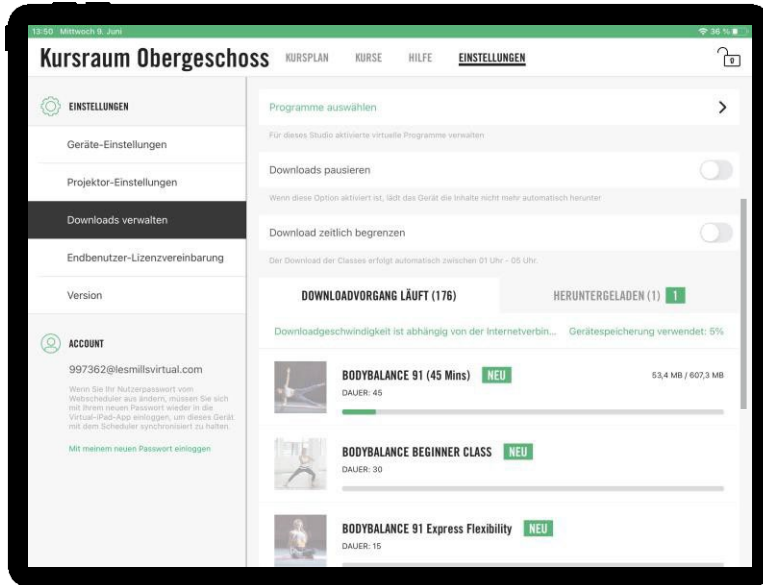 13:50 Mittwoch 9. Juni
36 %
Kursraum Obergeschoss
KURSPLAN
KURSE
HILFE
EINSTELLUNGEN
EINSTELLUNGEN
Geräte-Einstellungen
Projektor-Einstellungen
Downloads verwalten
Endbenutzer-Lizenzvereinbarung
Version
ACCOUNT
997362@lesmillsvirtual.com
Wenn Sie Ihr Nutzerpasswort vom
Webscheduler aus ändern, müssen Sie sich
mit Ihrem neuen Passwort wieder in die
Virtual-iPad-App einloggen, um dieses Gerät
mit dem Scheduler synchronisiert zu halten.
Mit meinem neuen Passwort einloggen
Programme auswählen
Für dieses Studio aktivierte virtuelle Programme verwalten
Downloads pausieren
Wenn diese Option aktiviert ist, lädt das Gerät die Inhalte nicht mehr automatisch herunter
Download zeitlich begrenzen
Der Download der Classes erfolgt automatisch zwischen 01 Uhr - 05 Uhr.
DOWNLOADVORGANG LÄUFT (176)
HERUNTERGELADEN (1) 1
Downloadgeschwindigkeit ist abhängig von der Internetverbin...
Gerätespeicherung verwendet: 5%
BODYBALANCE 91 (45 Mins) NEU
53,4 MB / 607,3 MB
DAUER: 45
BODYBALANCE BEGINNER CLASS NEU
DAUER: 30
BODYBALANCE 91 Express Flexibility NEU
DAUER: 15